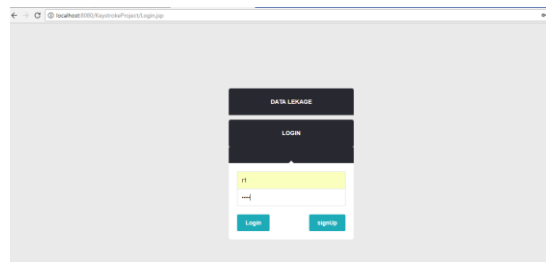 localhost:8080/KeystrokeProject/Login.jsp
DATA LEKAGE
LOGIN
r1
••••
Login
signUp